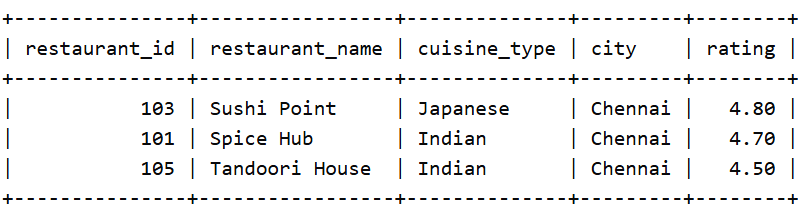 +---------------+-----------------+--------------+---------+--------+
| restaurant_id | restaurant_name | cuisine_type | city    | rating |
+---------------+-----------------+--------------+---------+--------+
|           103 | Sushi Point     | Japanese     | Chennai |   4.80 |
|           101 | Spice Hub       | Indian       | Chennai |   4.70 |
|           105 | Tandoori House  | Indian       | Chennai |   4.50 |
+---------------+-----------------+--------------+---------+--------+